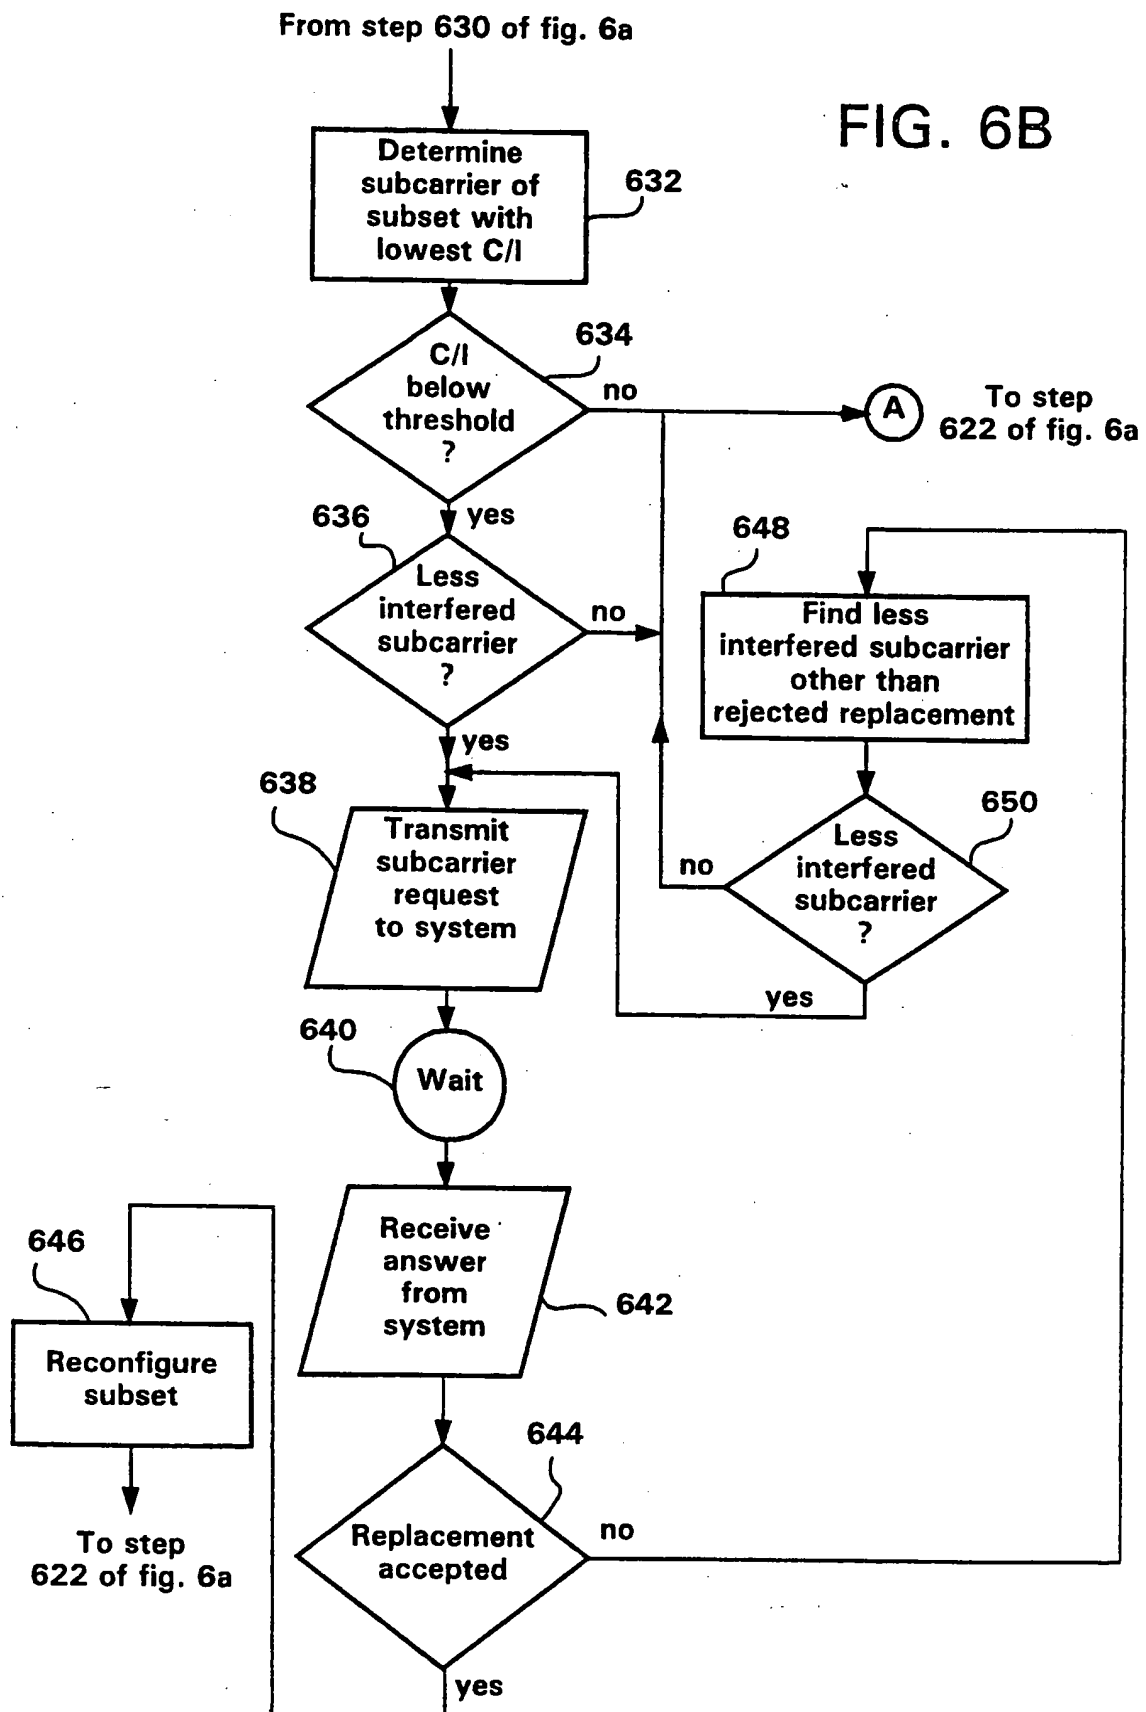 From step 630 of fig. 6a
FIG. 6B
Determine
subcarrier of
subset with
lowest C/I
632
C/I
below
threshold
?
634
no
A
To step
622 of fig. 6a
yes
636
Less
interfered
subcarrier
?
no
yes
648
Find less
interfered subcarrier
other than
rejected replacement
650
Less
interfered
subcarrier
?
no
yes
638
Transmit
subcarrier
request
to system
640
Wait
Receive
answer
from
system
642
646
Reconfigure
subset
To step
622 of fig. 6a
644
Replacement
accepted
no
yes